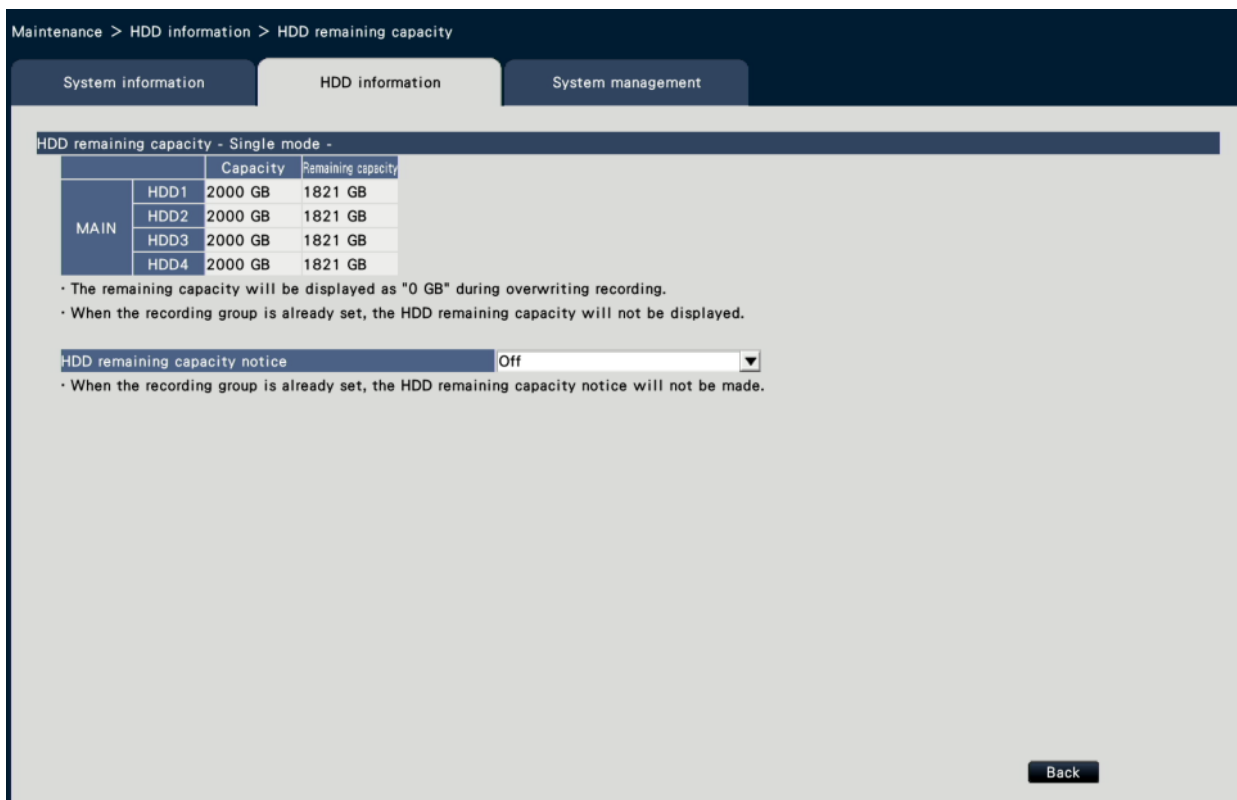 Maintenance > HDD information > HDD remaining capacity
System information HDD information System management
HDD remaining capacity - Single mode -
Capacity Remaining capacity
MAIN
HDD1 2000 GB 1821 GB
HDD2 2000 GB 1821 GB
HDD3 2000 GB 1821 GB
HDD4 2000 GB 1821 GB
· The remaining capacity will be displayed as "0 GB" during overwriting recording.
· When the recording group is already set, the HDD remaining capacity will not be displayed.
HDD remaining capacity notice Off
· When the recording group is already set, the HDD remaining capacity notice will not be made.
Back